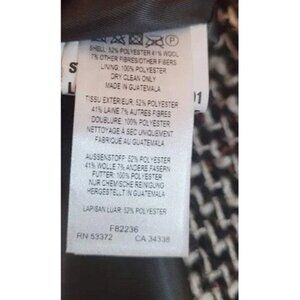 SHELL: 52% POLYESTER 41% WOOL
7% OTHER FIBRES/OTHER FIBERS
LINING: 100% POLYESTER
DRY CLEAN ONLY
MADE IN GUATEMALA
TISSU EXTÉRIEUR: 52% POLYESTER
41% LAINE 7% AUTRES FIBRES
DOUBLURE: 100% POLYESTER
NETTOYAGE À SEC UNIQUEMENT
FABRIQUÉ AU GUATEMALA
AUSSENSTOFF: 52% POLYESTER
41% WOLLE 7% ANDERE FASERN
FUTTER: 100% POLYESTER
NUR CHEMISCHE REINIGUNG
HERGESTELLT IN GUATEMALA
LAPISAN LUAR: 52% POLYESTER
F82236
RN 53372 CA 34338